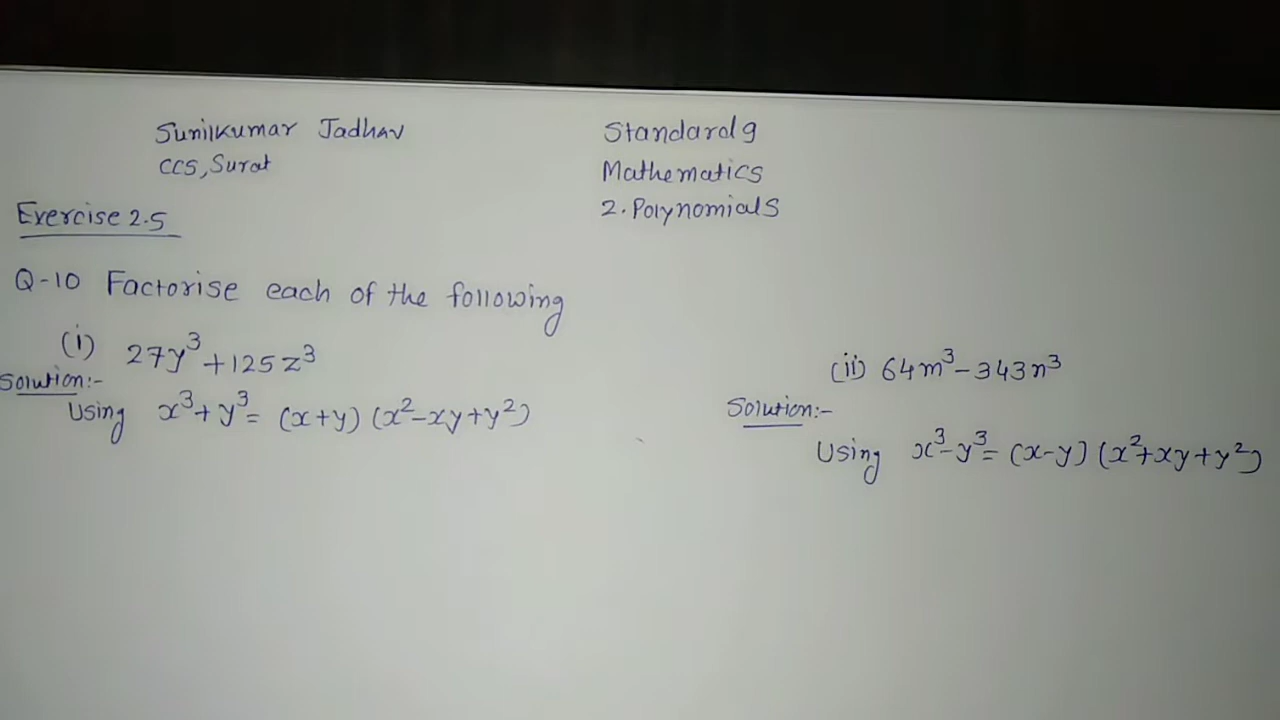 Sunilkumar Jadhav
CCS, Surat
Standard 9
Mathematics
2. Polynomials
Exercise 2.5
Q-10 Factorise each of the following
(i) 27y³ + 125z³
Solution:-
Using x³ + y³ = (x+y) (x² - xy + y²)
(ii) 64m³ - 343n³
Solution:-
Using x³ - y³ = (x-y) (x² + xy + y²)